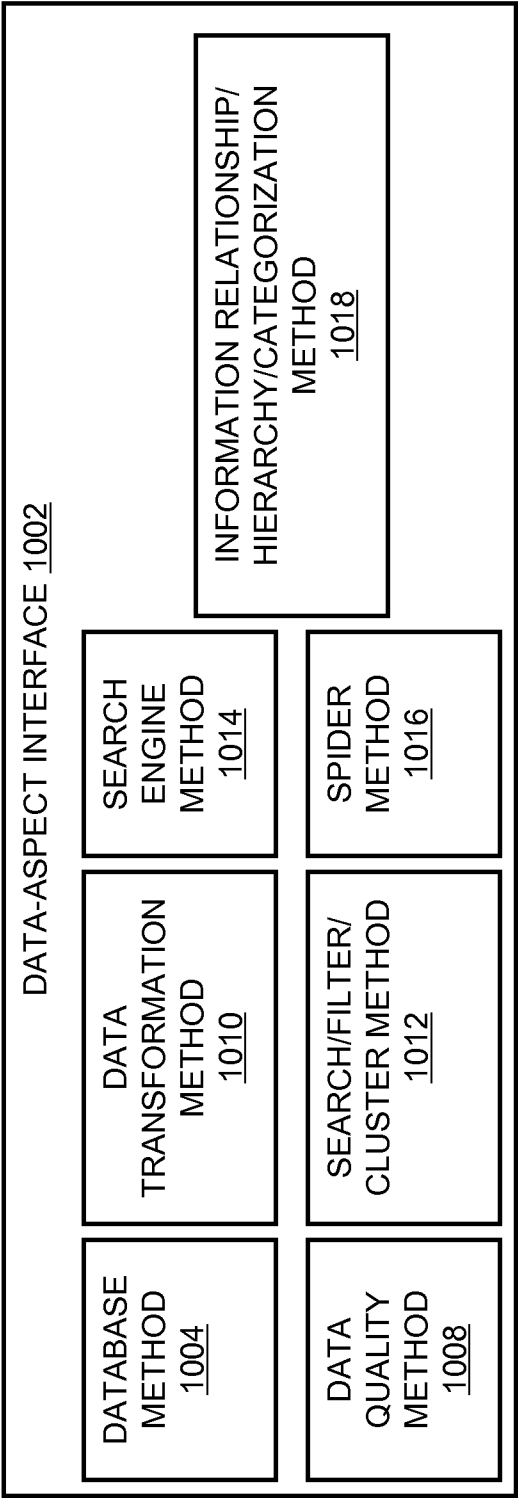 DATA-ASPECT INTERFACE 1002
DATABASE
METHOD
1004
DATA
TRANSFORMATION
METHOD
1010
SEARCH
ENGINE
METHOD
1014
DATA
QUALITY
METHOD
1008
SEARCH/FILTER/
CLUSTER METHOD
1012
SPIDER
METHOD
1016
INFORMATION RELATIONSHIP/
HIERARCHY/CATEGORIZATION
METHOD
1018